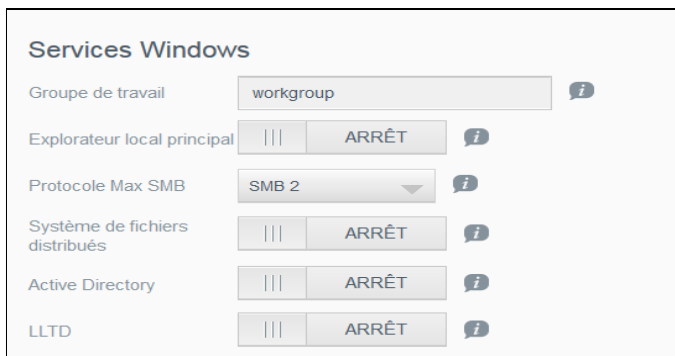 Services Windows
Groupe de travail workgroup
Explorateur local principal ARRÊT
Protocole Max SMB SMB 2
Système de fichiers
distribués ARRÊT
Active Directory ARRÊT
LLTD ARRÊT